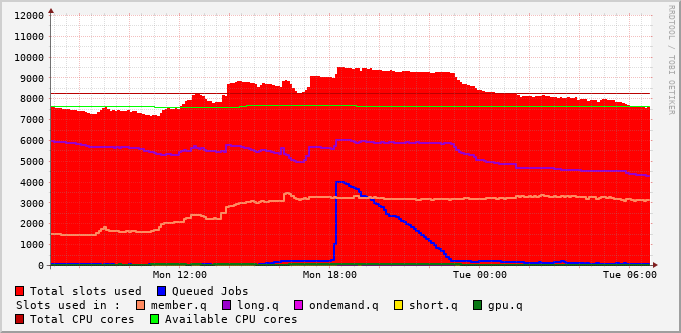 12000
11000
10000
9000
8000
7000
6000
5000
4000
3000
2000
1000
0
Mon 12:00 Mon 18:00 Tue 00:00 Tue 06:00
Total slots used Queued Jobs
Slots used in : member.q long.q ondemand.q short.q gpu.q
Total CPU cores Available CPU cores
RRDTOOL / TOBI OETIKER